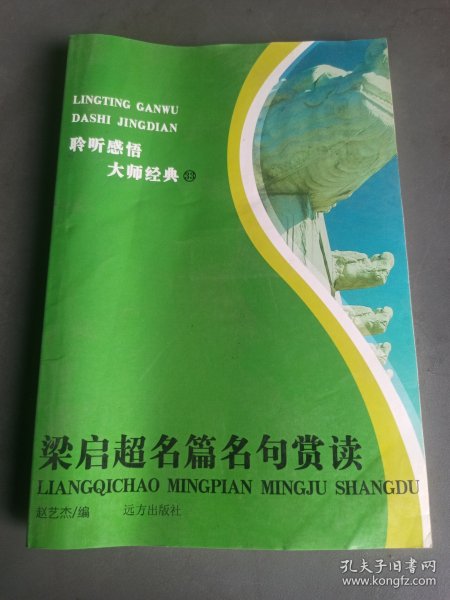 LINGTING GANWU
DASHI JINGDIAN
聆听感悟
大师经典㉝
梁启超名篇名句赏读
LIANGQICHAO MINGPIAN MINGJU SHANGDU
赵艺杰/编 远方出版社
孔夫子旧书网
www.kongfz.com